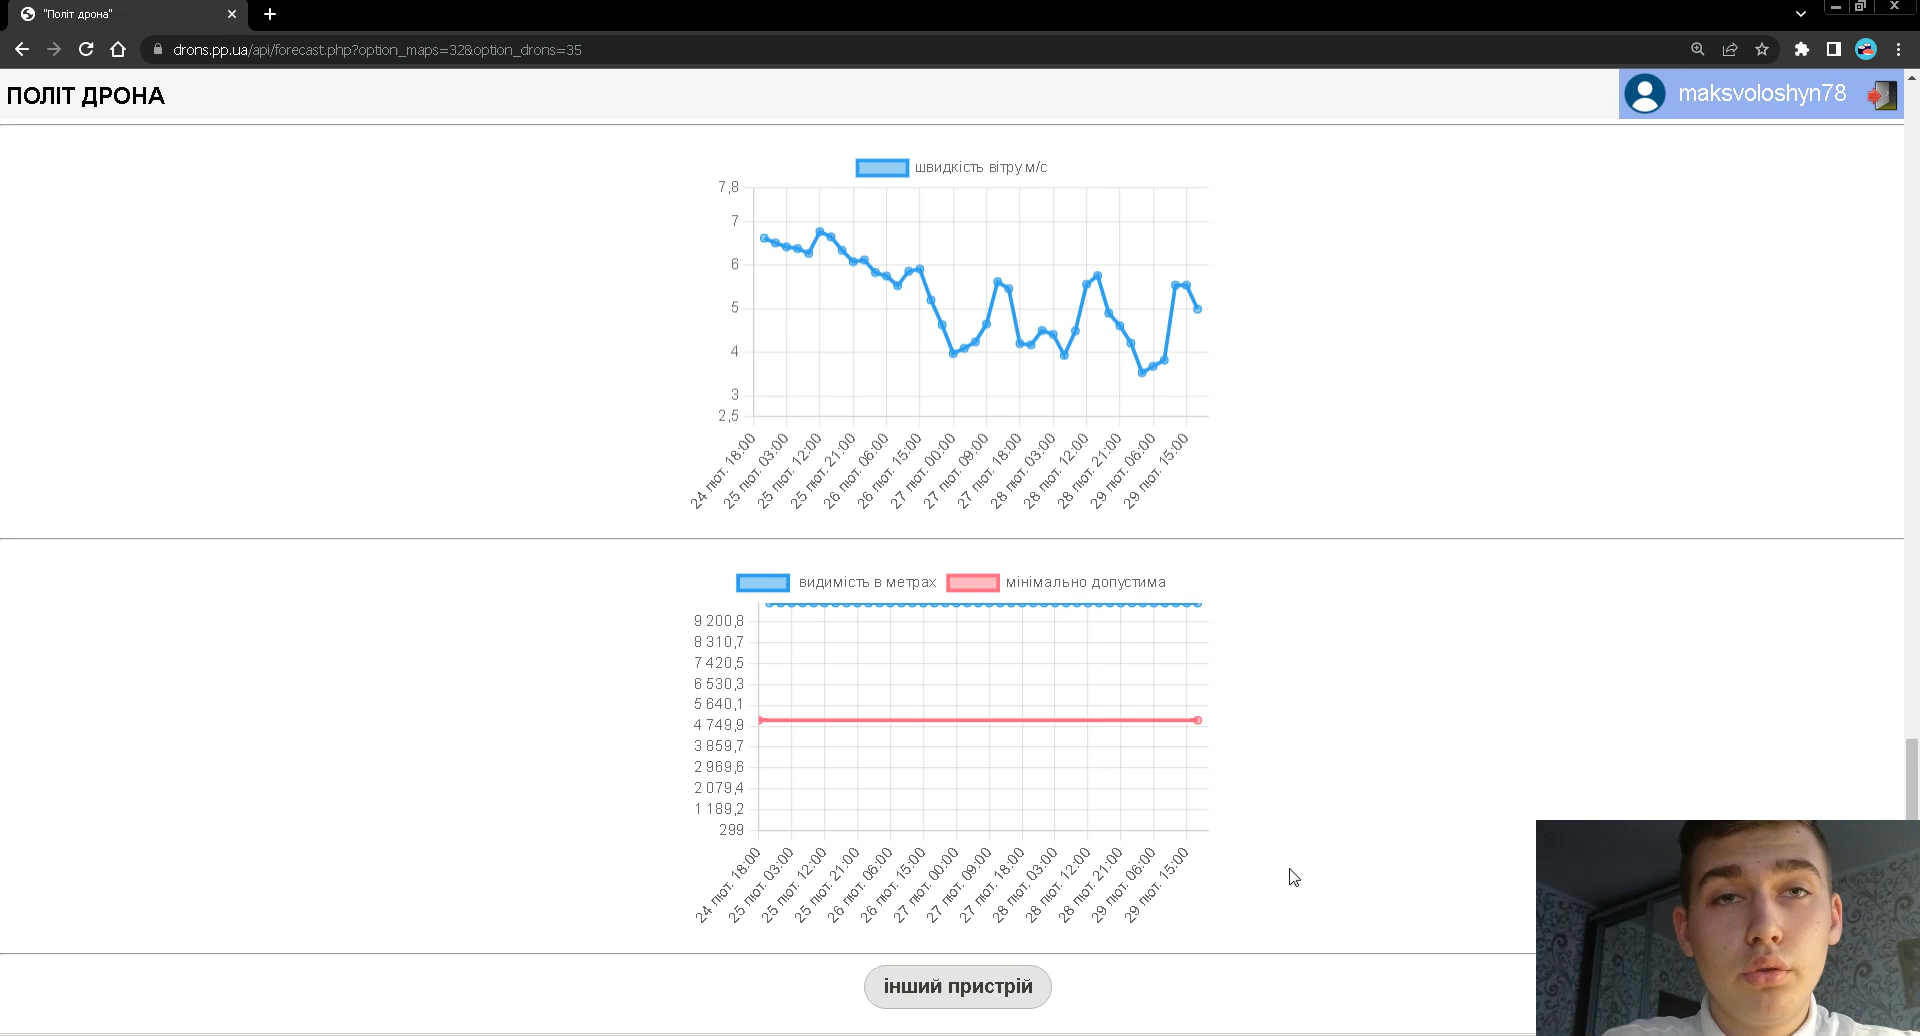 "Політ дрона"
drons.pp.ua/api/forecast.php?option_maps=32&option_drons=35
ПОЛІТ ДРОНА
maksvoloshyn78
швидкість вітру м/с
7,8
7
6
5
4
3
2,5
24 лют. 18:00
25 лют. 03:00
25 лют. 12:00
25 лют. 21:00
26 лют. 06:00
26 лют. 15:00
27 лют. 00:00
27 лют. 09:00
27 лют. 18:00
28 лют. 03:00
28 лют. 12:00
28 лют. 21:00
29 лют. 06:00
29 лют. 15:00
видимість в метрах мінімально допустима
9 200,8
8 310,7
7 420,5
6 530,3
5 640,1
4 749,9
3 859,7
2 969,6
2 079,4
1 189,2
299
24 лют. 18:00
25 лют. 03:00
25 лют. 12:00
25 лют. 21:00
26 лют. 06:00
26 лют. 15:00
27 лют. 00:00
27 лют. 09:00
27 лют. 18:00
28 лют. 03:00
28 лют. 12:00
28 лют. 21:00
29 лют. 06:00
29 лют. 15:00
інший пристрій